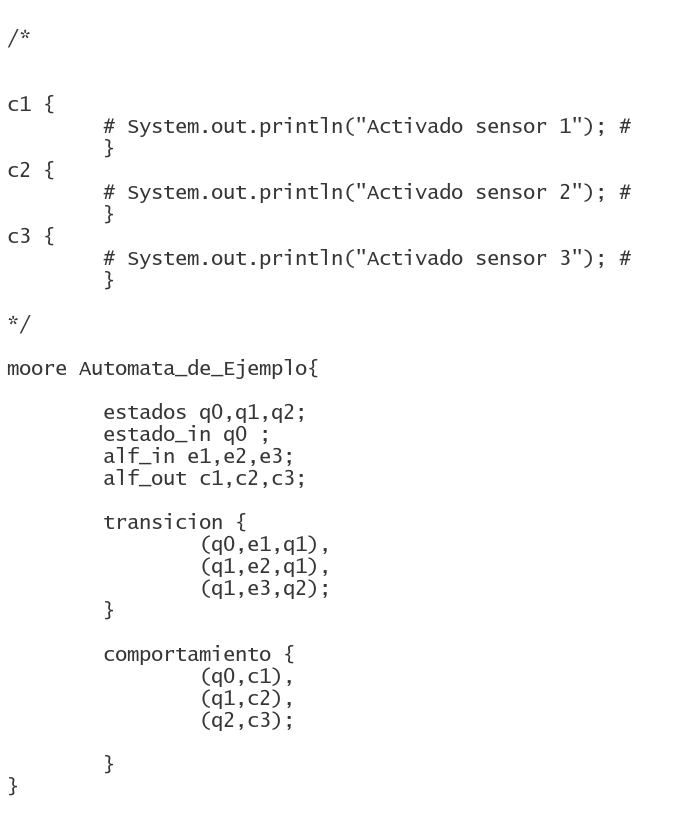 /*
c1 {
# System.out.println("Activado sensor 1"); #
}
c2 {
# System.out.println("Activado sensor 2"); #
}
c3 {
# System.out.println("Activado sensor 3"); #
}
*/
moore Automata_de_Ejemplo{
estados q0,q1,q2;
estado_in q0 ;
alf_in e1,e2,e3;
alf_out c1,c2,c3;
transicion {
(q0,e1,q1),
(q1,e2,q1),
(q1,e3,q2);
}
comportamiento {
(q0,c1),
(q1,c2),
(q2,c3);
}
}